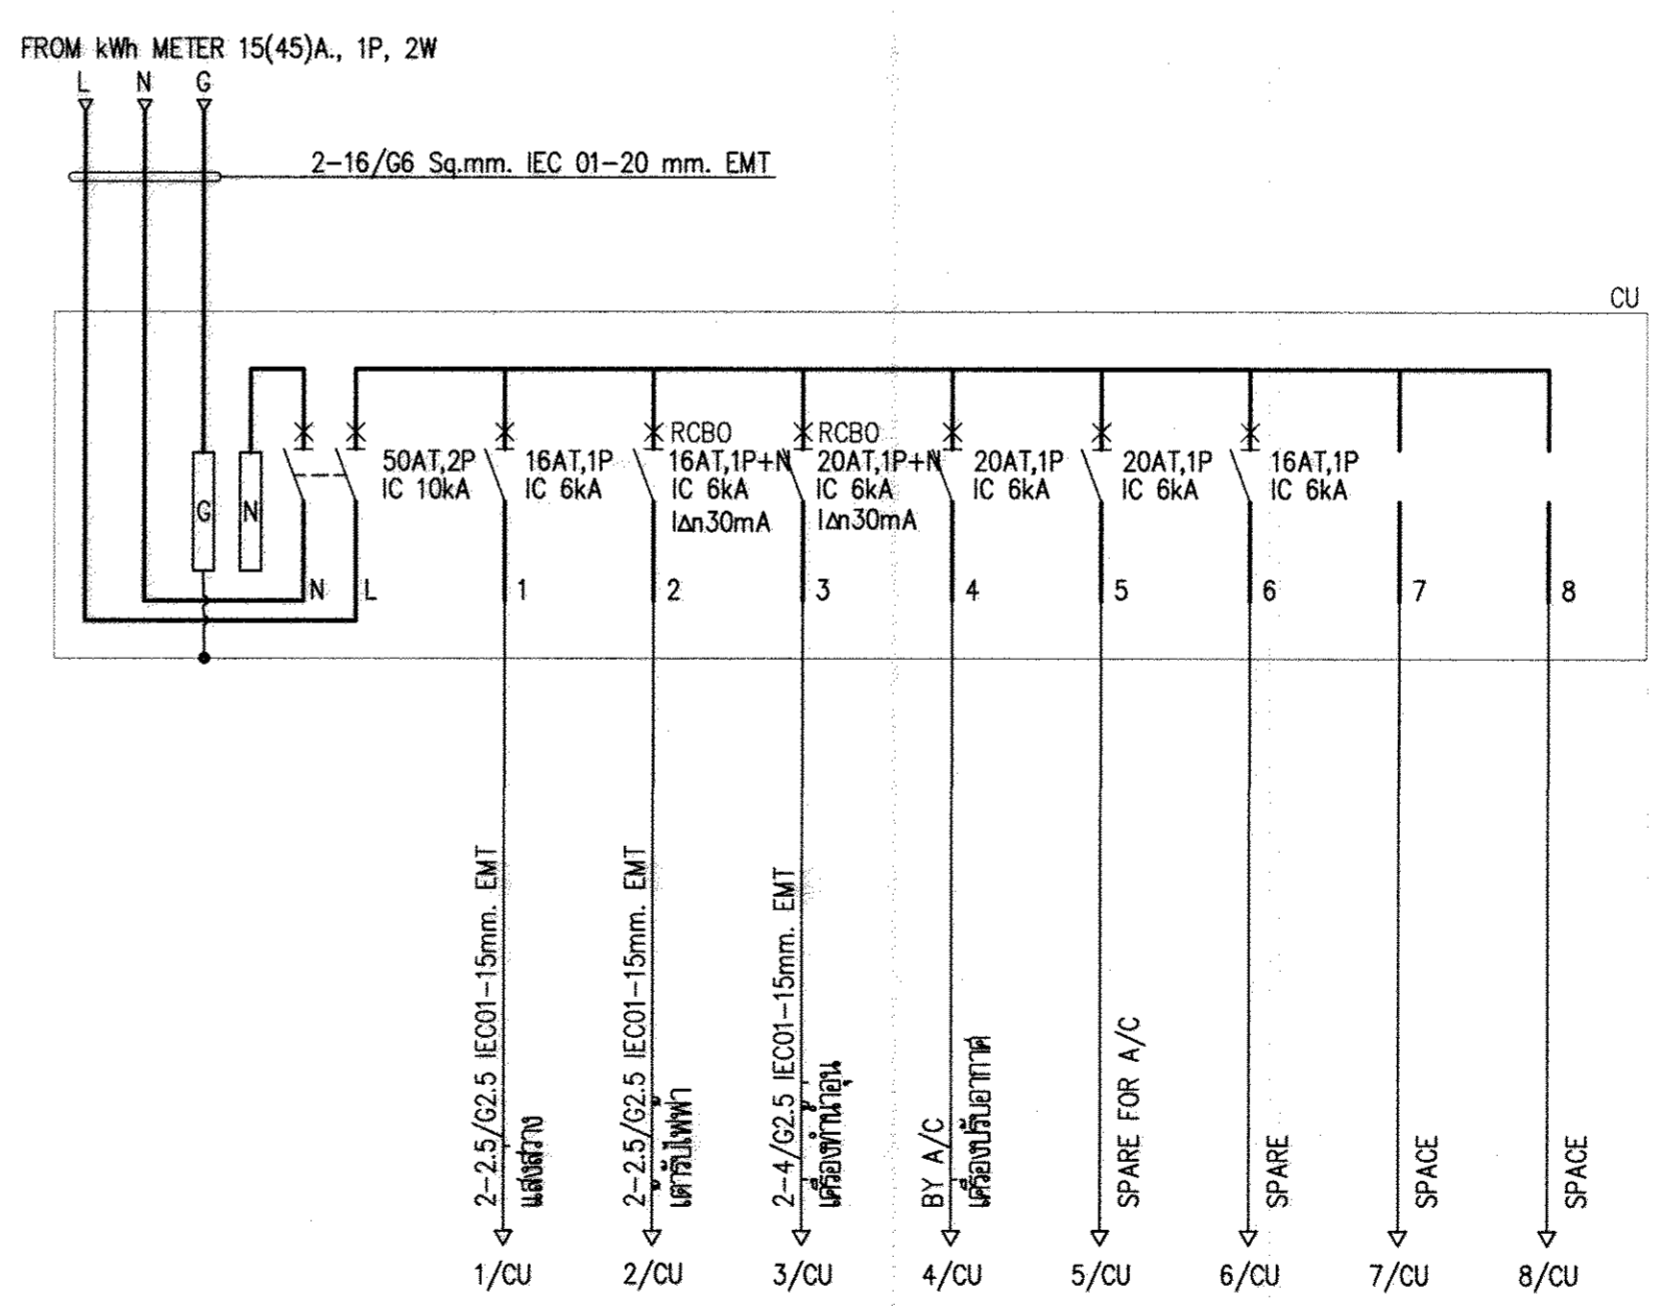 FROM kWh METER 15(45)A., 1P, 2W
L N G
2-16/G6 Sq.mm. IEC 01-20 mm. EMT
CU
G
N
50AT,2P
IC 10kA
N L
16AT,1P
IC 6kA
1
RCBO
16AT,1P+N
IC 6kA
IΔn30mA
2
RCBO
20AT,1P+N
IC 6kA
IΔn30mA
3
20AT,1P
IC 6kA
4
20AT,1P
IC 6kA
5
16AT,1P
IC 6kA
6
7
8
2-2.5/G2.5 IEC01-15mm. EMT
แสงสว่าง
2-2.5/G2.5 IEC01-15mm. EMT
เต้ารับไฟฟ้า
2-4/G2.5 IEC01-15mm. EMT
เครื่องทำน้ำอุ่น
BY A/C
เครื่องปรับอากาศ
SPARE FOR A/C
SPARE
SPACE
SPACE
1/CU 2/CU 3/CU 4/CU 5/CU 6/CU 7/CU 8/CU